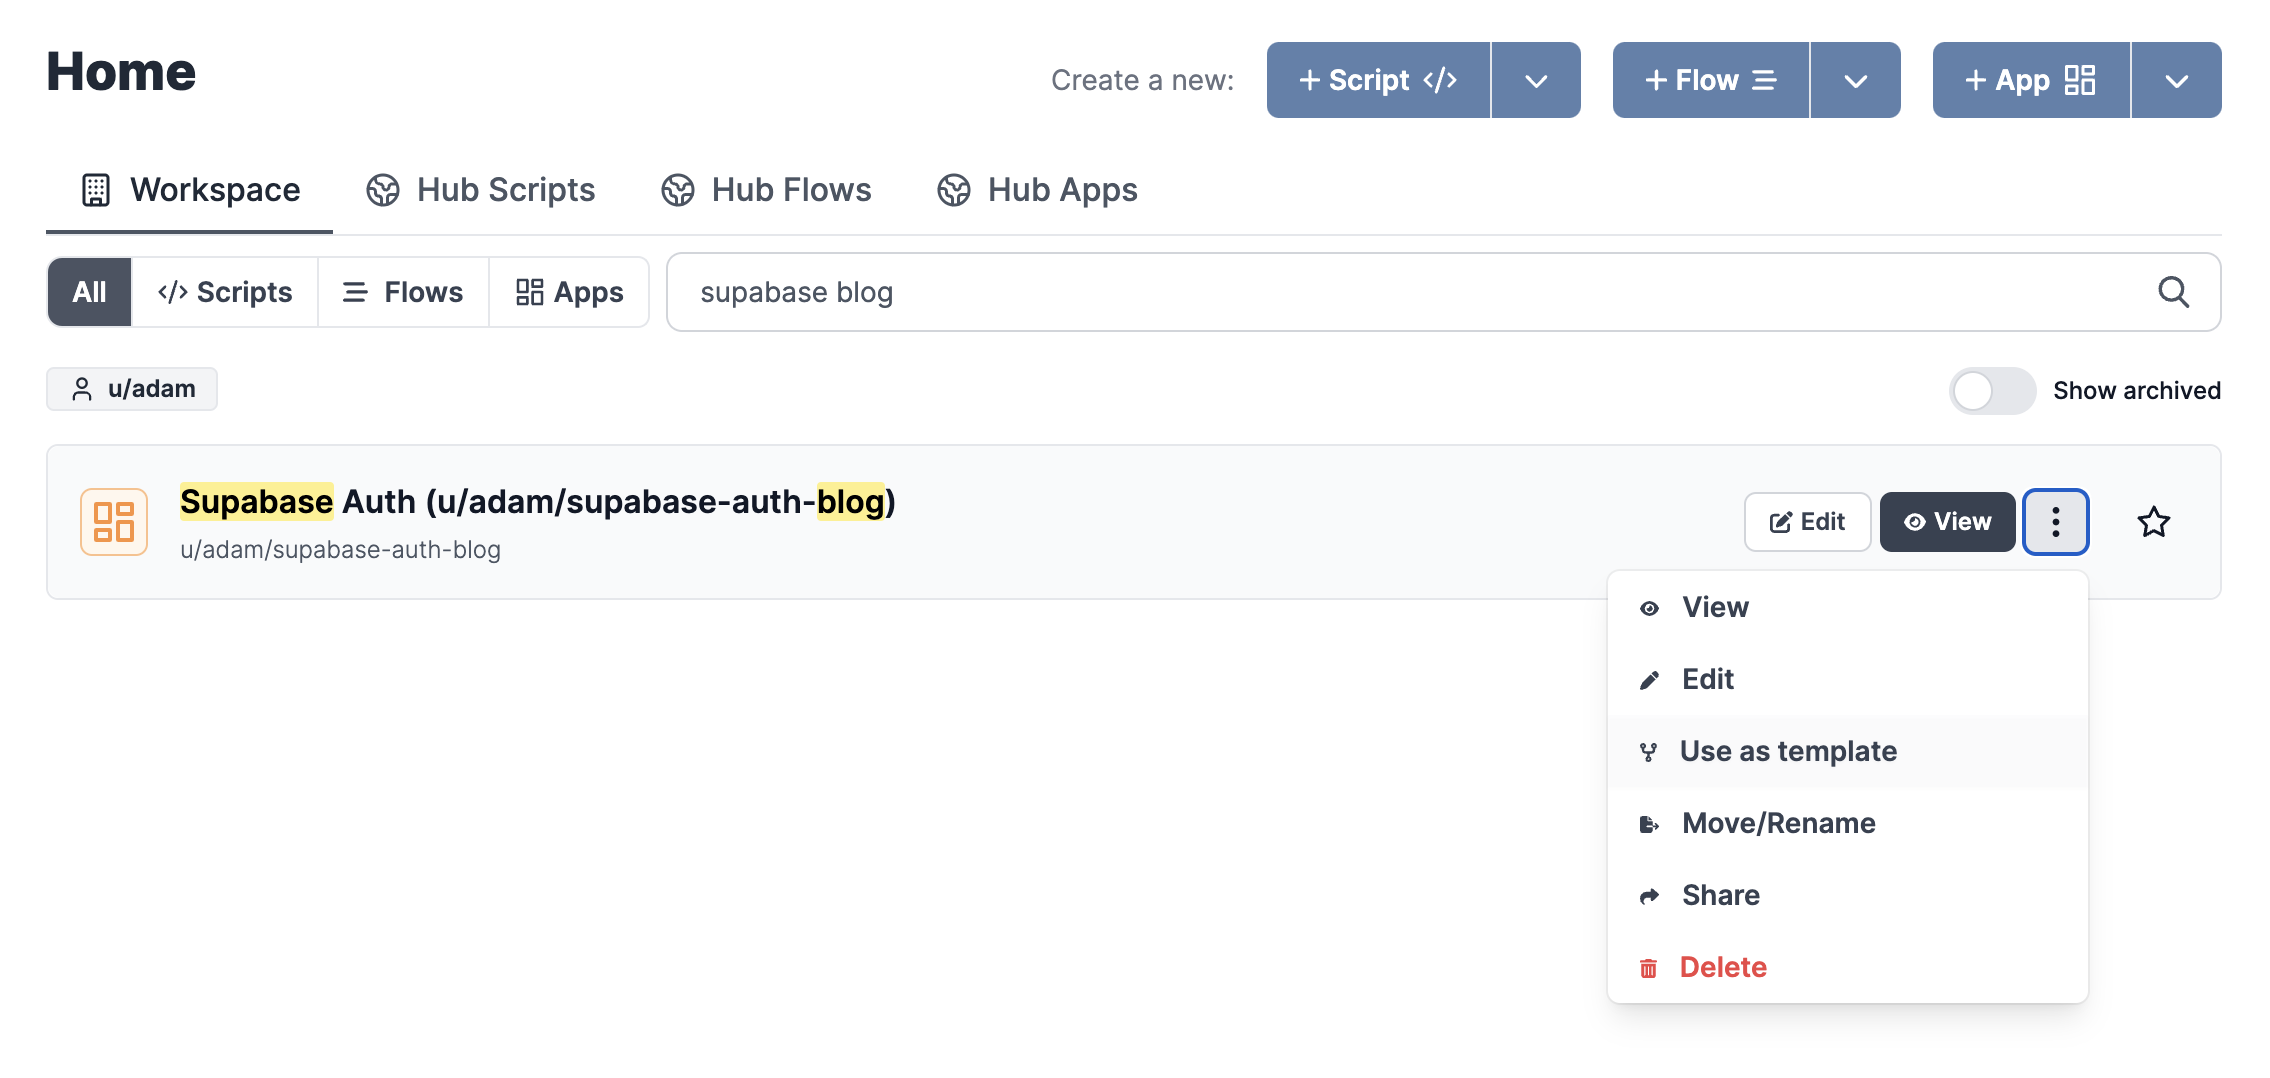 Home
Create a new:
+ Script </>
+ Flow
+ App
Workspace
Hub Scripts
Hub Flows
Hub Apps
All
</> Scripts
Flows
Apps
supabase blog
u/adam
Show archived
Supabase Auth (u/adam/supabase-auth-blog)
u/adam/supabase-auth-blog
Edit
View
View
Edit
Use as template
Move/Rename
Share
Delete